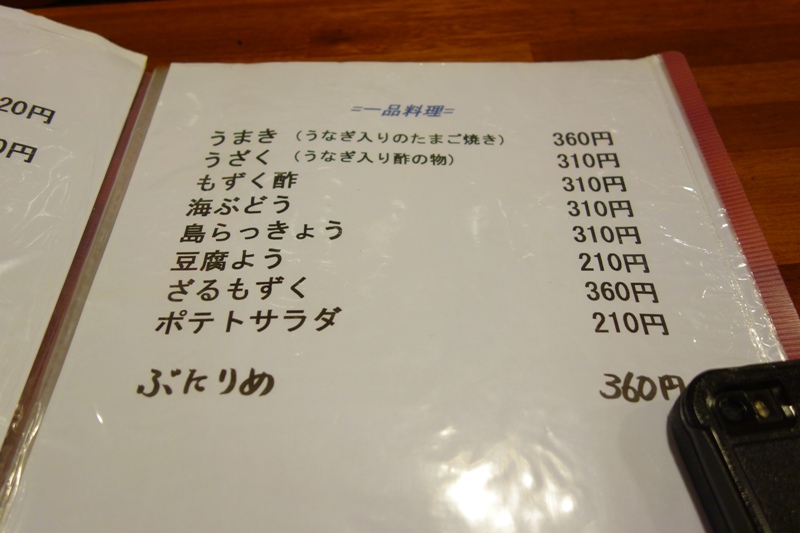 20円
0円
=一品料理=
うまき (うなぎ入りのたまご焼き) 360円
うざく (うなぎ入り酢の物) 310円
もずく酢 310円
海ぶどう 310円
島らっきょう 310円
豆腐よう 210円
ざるもずく 360円
ポテトサラダ 210円
ぶたりめ 360円